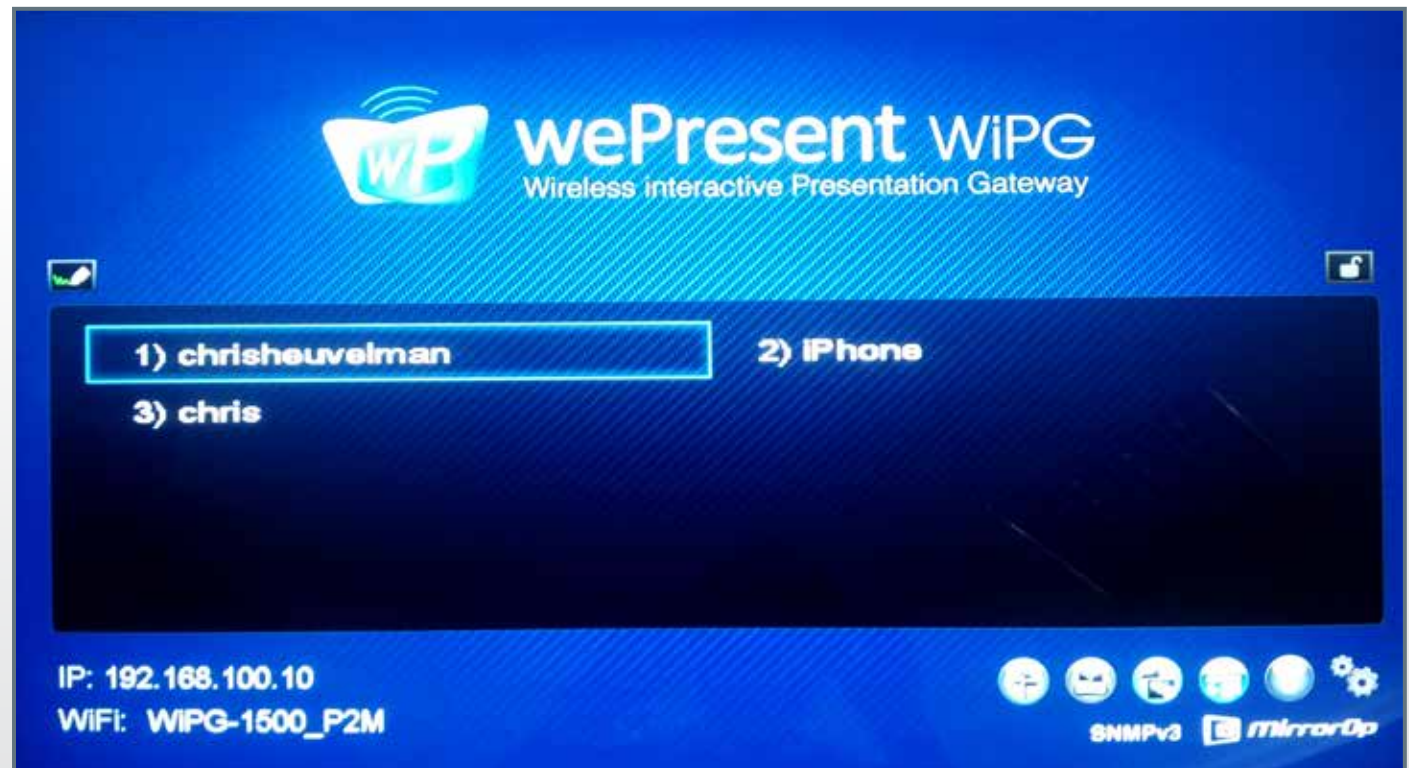 WP wePresent WiPG
Wireless interactive Presentation Gateway
1) chrisheuvelman 2) iPhone
3) chris
IP: 192.168.100.10
WiFi: WiPG-1500_P2M
SNMPv3 MirrorOp